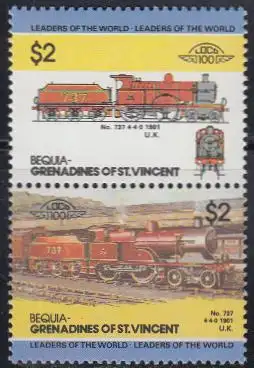 LEADERS OF THE WORLD • LEADERS OF THE WORLD
$2
LOCO
100
737
No. 737 4-4-0 1901
U.K.
BEQUIA-
GRENADINES OF ST. VINCENT
LOCO
100
$2
737
BEQUIA-
No. 737
4-4-0 1901
GRENADINES OF ST. VINCENT
U.K.
LEADERS OF THE WORLD • LEADERS OF THE WORLD